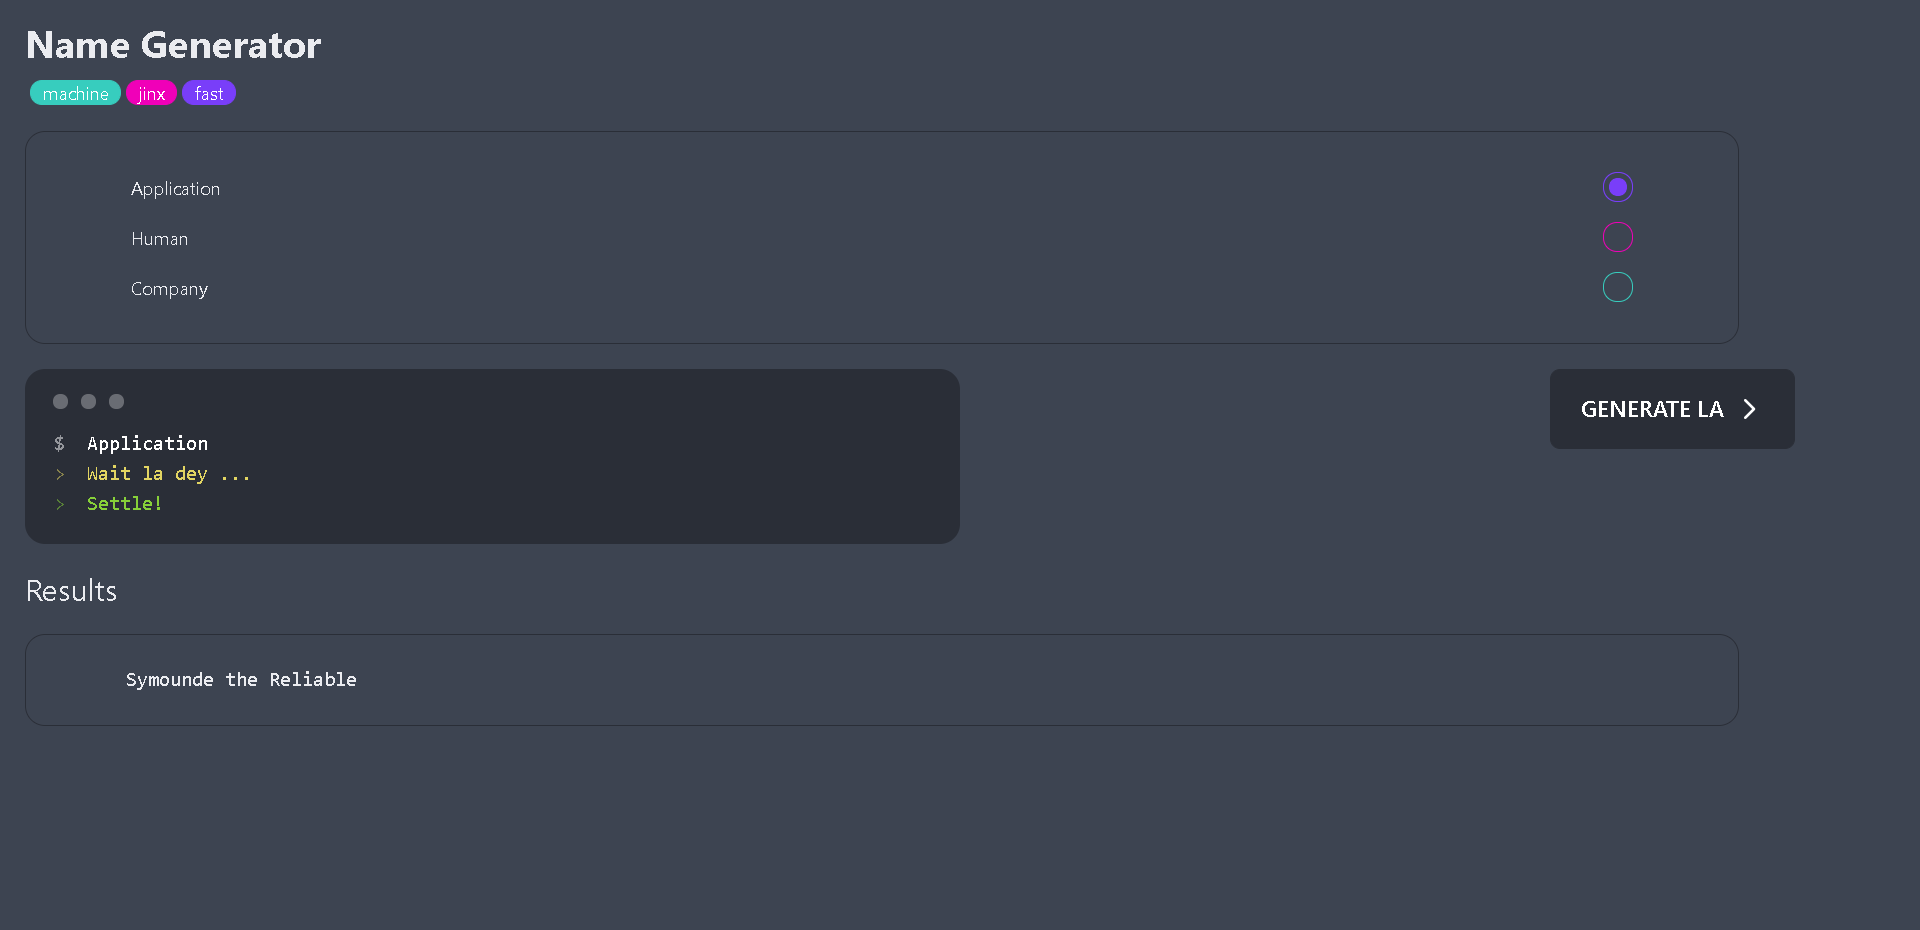 Name Generator
machine jinx fast
Application
Human
Company
$ Application
> Wait la dey ...
> Settle!
GENERATE LA
Results
Symounde the Reliable